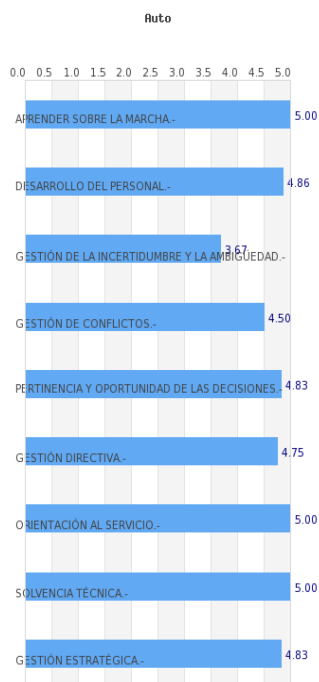 Auto
0.0 0.5 1.0 1.5 2.0 2.5 3.0 3.5 4.0 4.5 5.0
APRENDER SOBRE LA MARCHA.- 5.00
DESARROLLO DEL PERSONAL.- 4.86
GESTIÓN DE LA INCERTIDUMBRE Y LA AMBIGÜEDAD.- 3.67
GESTIÓN DE CONFLICTOS.- 4.50
PERTINENCIA Y OPORTUNIDAD DE LAS DECISIONES.- 4.83
GESTIÓN DIRECTIVA.- 4.75
ORIENTACIÓN AL SERVICIO.- 5.00
SOLVENCIA TÉCNICA.- 5.00
GESTIÓN ESTRATÉGICA.- 4.83